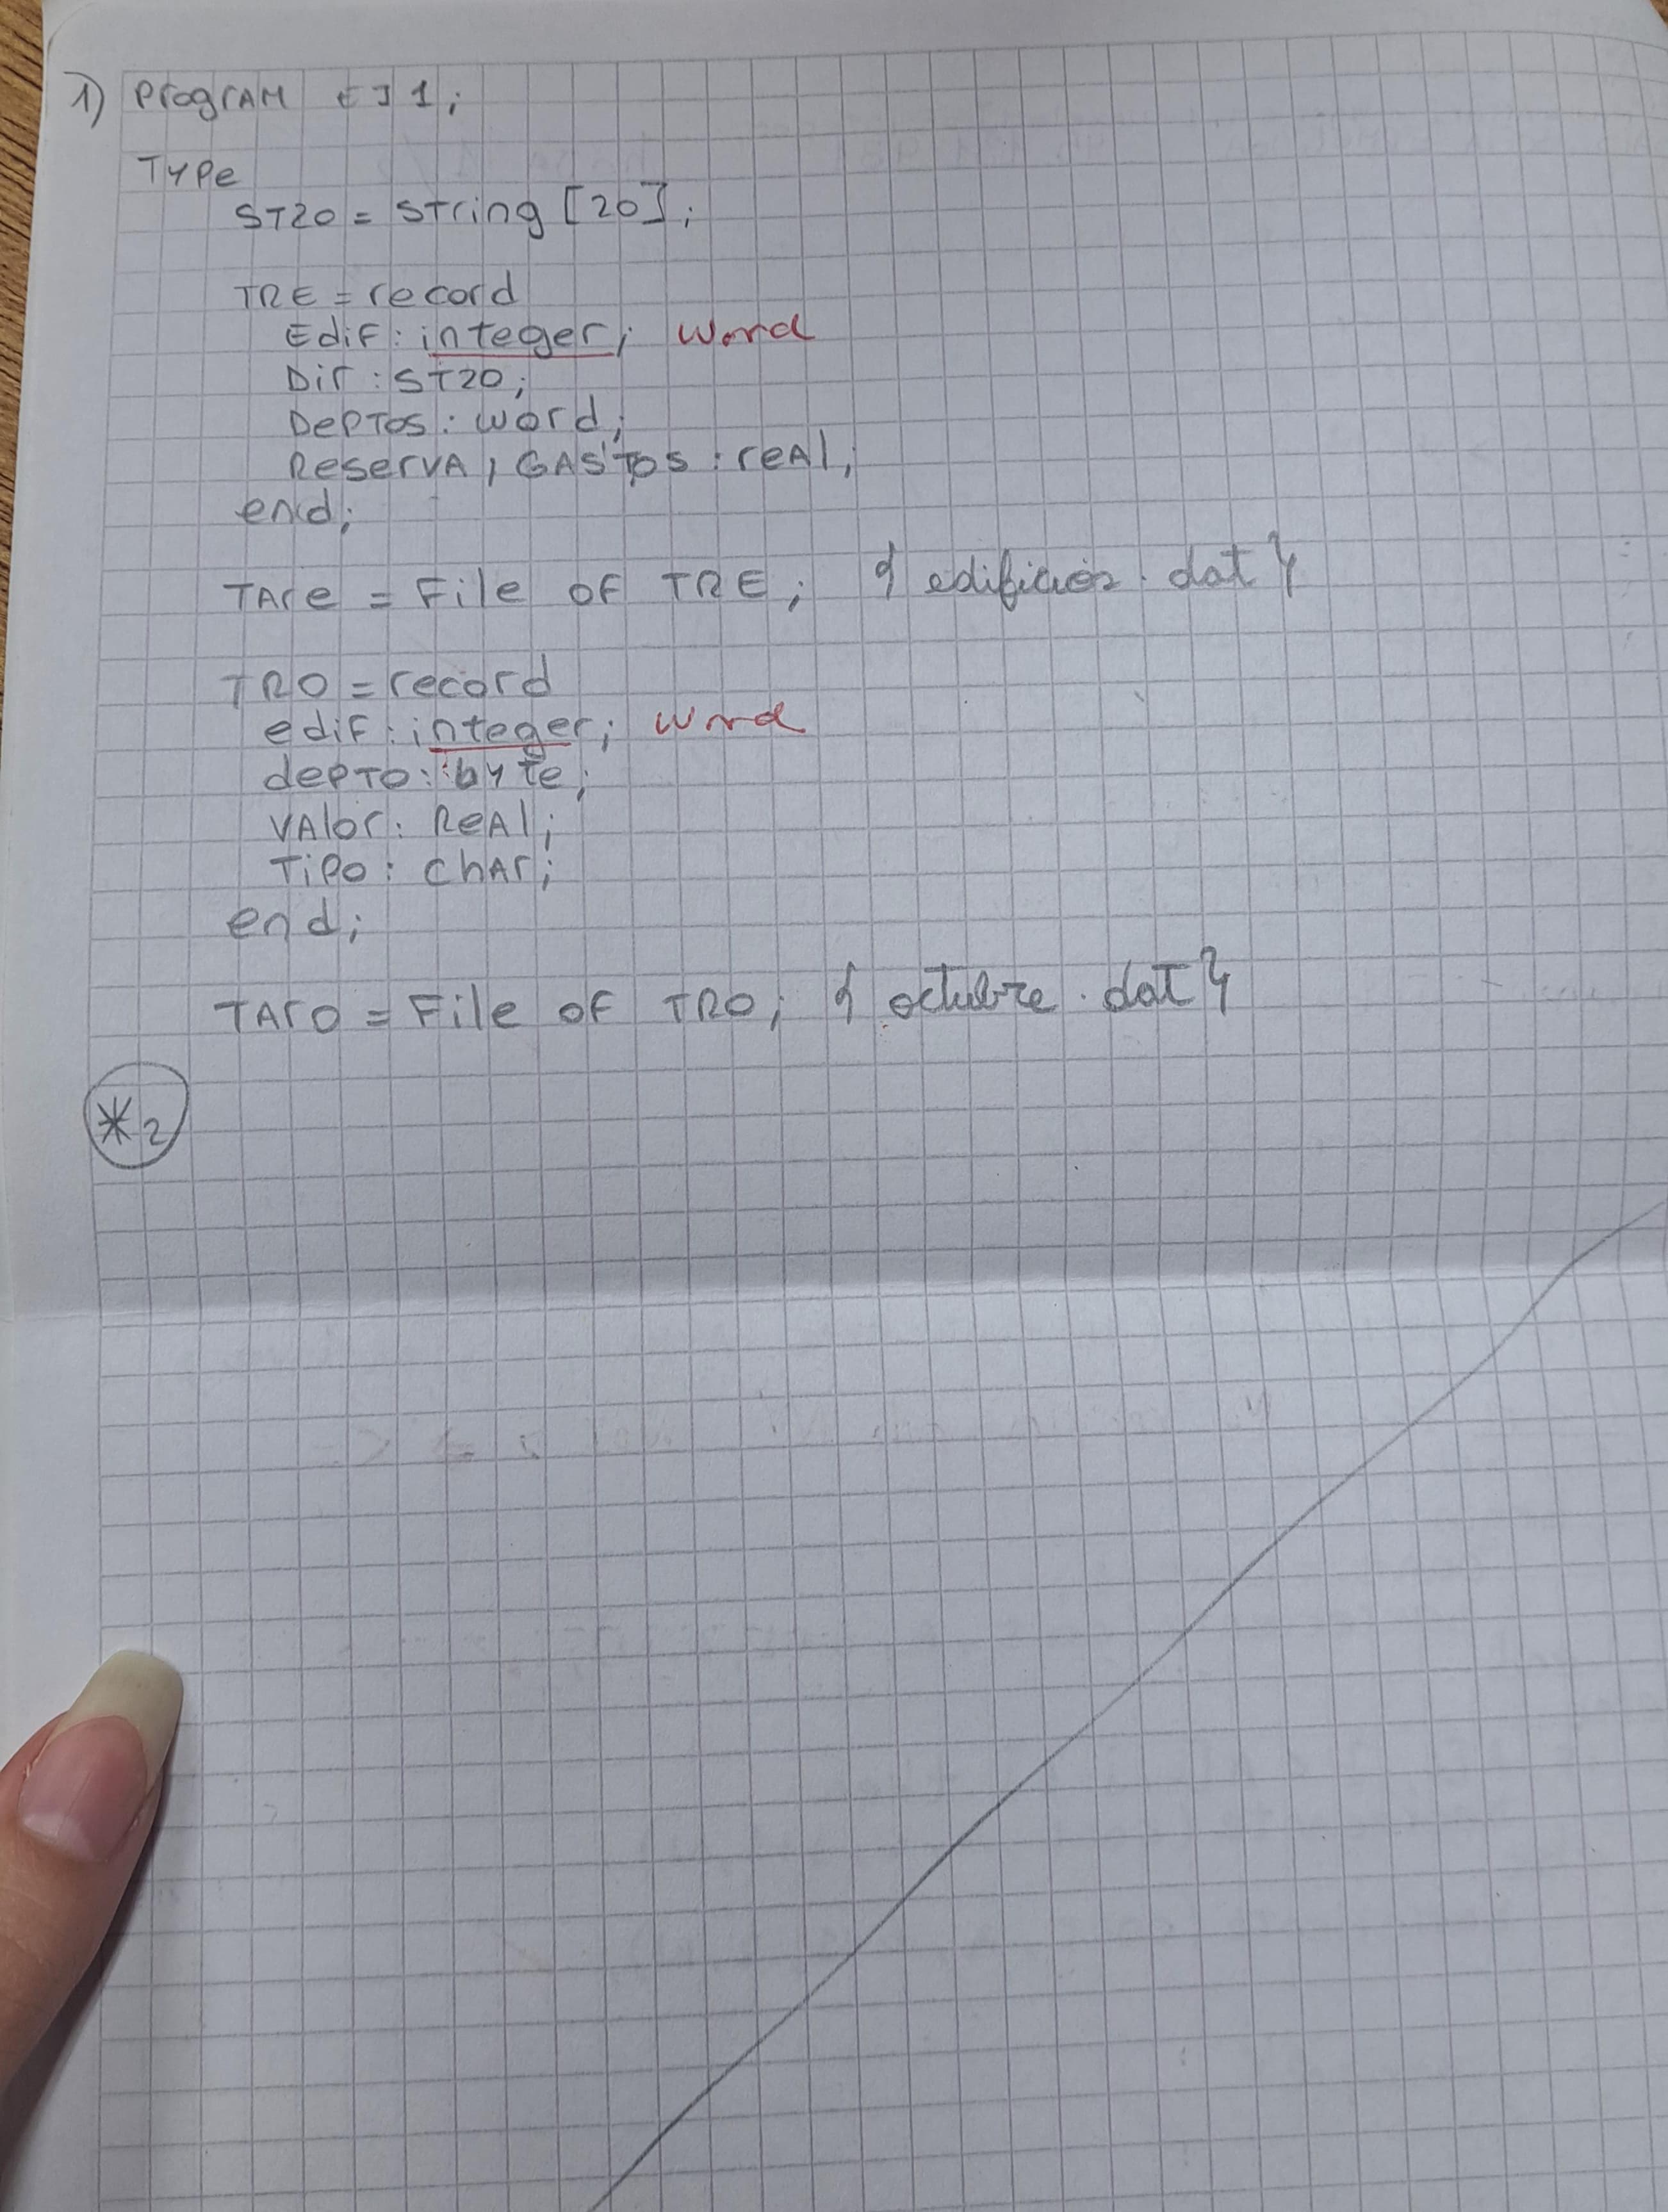 1) PrograM EJ1;
Type
ST20 = string [20];
TRE = record
Edif: integer; word
Dir : ST20;
Deptos : word;
ReservA, GASTOS : reAl;
end;
TAre = File of TRE; { edificios.dat }
TRO = record
edif: integer; word
depto: byte;
VAlor: ReAl;
Tipo: chAr;
end;
TArO = File of TRO; { octubre.dat }
*2